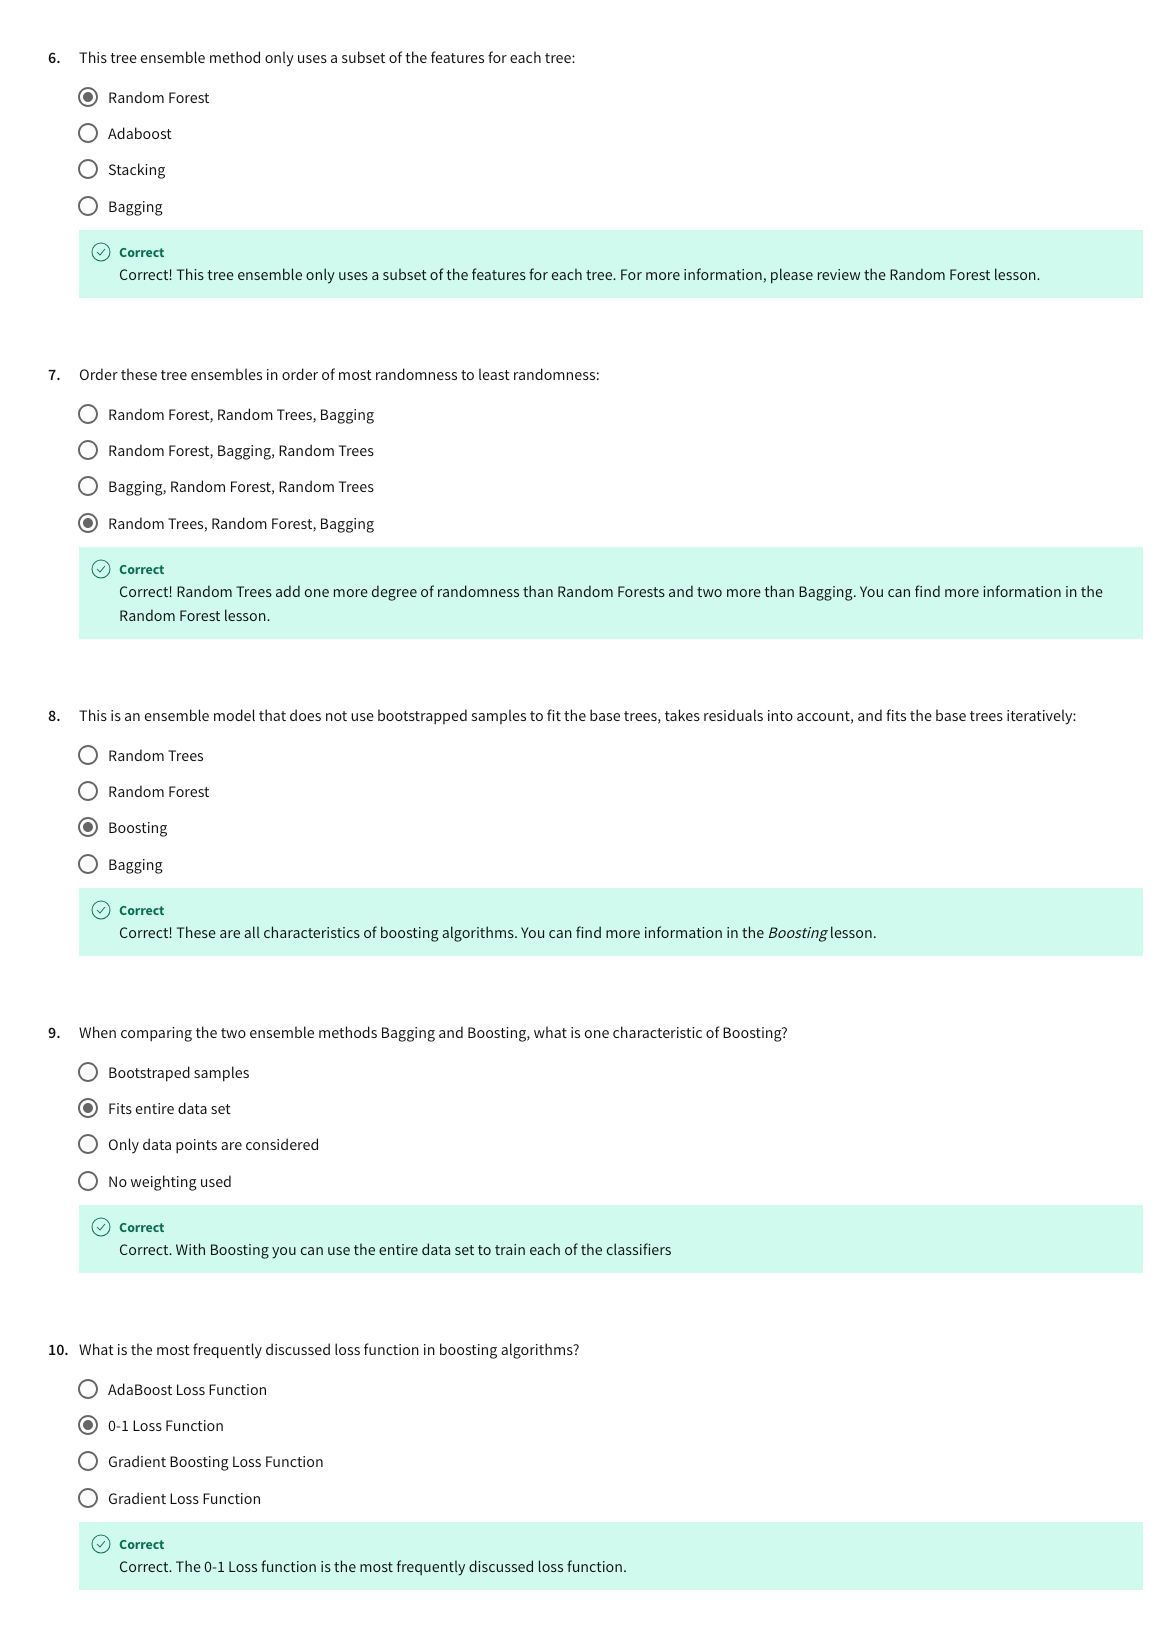 6. This tree ensemble method only uses a subset of the features for each tree:
Random Forest
Adaboost
Stacking
Bagging
Correct
Correct! This tree ensemble only uses a subset of the features for each tree. For more information, please review the Random Forest lesson.
7. Order these tree ensembles in order of most randomness to least randomness:
Random Forest, Random Trees, Bagging
Random Forest, Bagging, Random Trees
Bagging, Random Forest, Random Trees
Random Trees, Random Forest, Bagging
Correct
Correct! Random Trees add one more degree of randomness than Random Forests and two more than Bagging. You can find more information in the
Random Forest lesson.
8. This is an ensemble model that does not use bootstrapped samples to fit the base trees, takes residuals into account, and fits the base trees iteratively:
Random Trees
Random Forest
Boosting
Bagging
Correct
Correct! These are all characteristics of boosting algorithms. You can find more information in the Boosting lesson.
9. When comparing the two ensemble methods Bagging and Boosting, what is one characteristic of Boosting?
Bootstraped samples
Fits entire data set
Only data points are considered
No weighting used
Correct
Correct. With Boosting you can use the entire data set to train each of the classifiers
10. What is the most frequently discussed loss function in boosting algorithms?
AdaBoost Loss Function
0-1 Loss Function
Gradient Boosting Loss Function
Gradient Loss Function
Correct
Correct. The 0-1 Loss function is the most frequently discussed loss function.